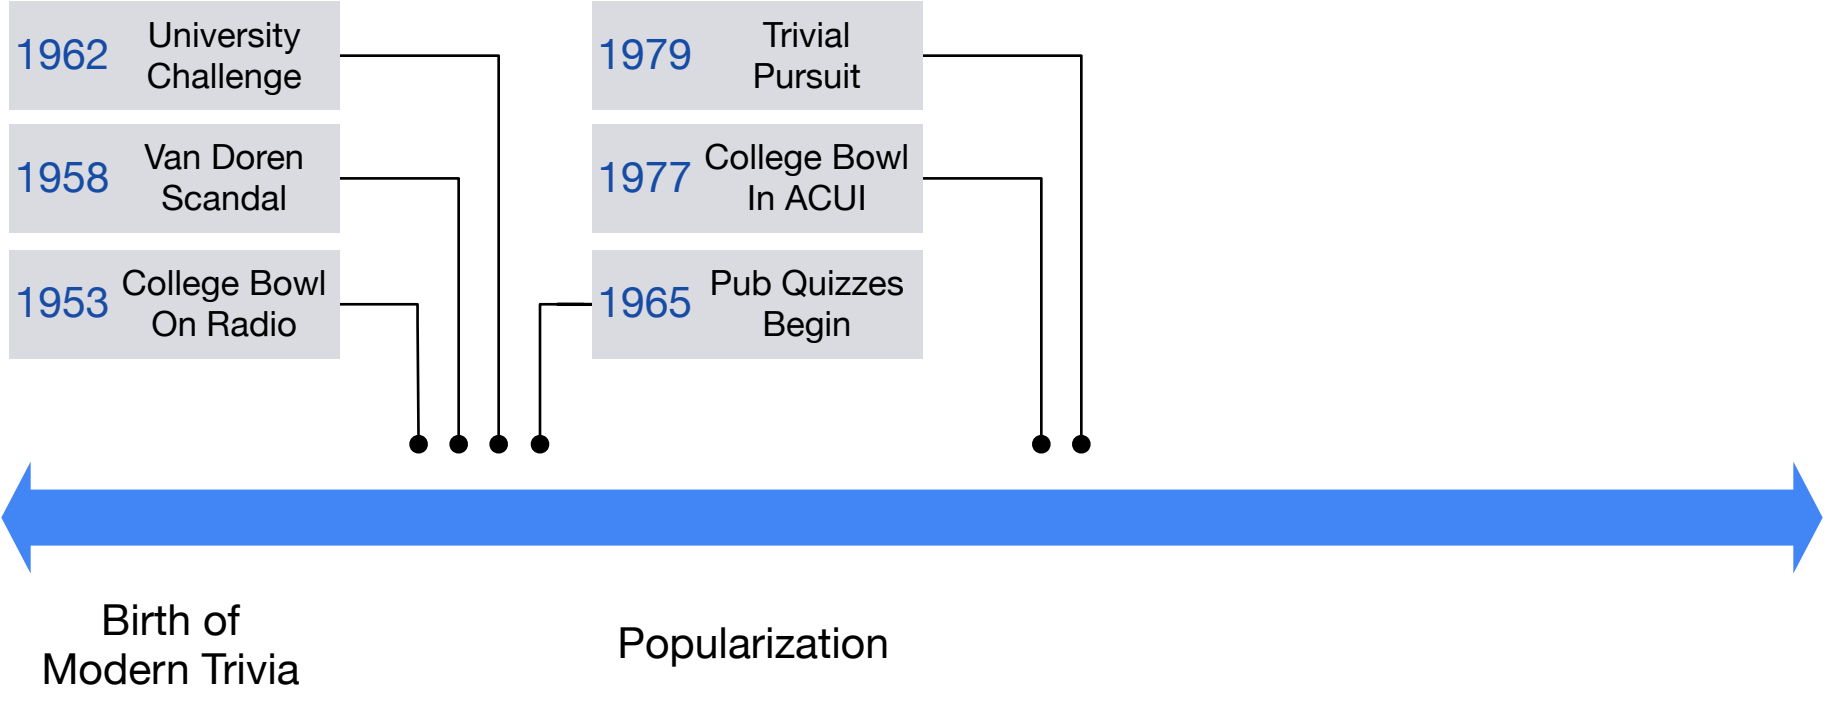 1962
University
Challenge
1958
Van Doren
Scandal
1953
College Bowl
On Radio
1979
Trivial
Pursuit
1977
College Bowl
In ACUI
1965
Pub Quizzes
Begin
Birth of
Modern Trivia
Popularization